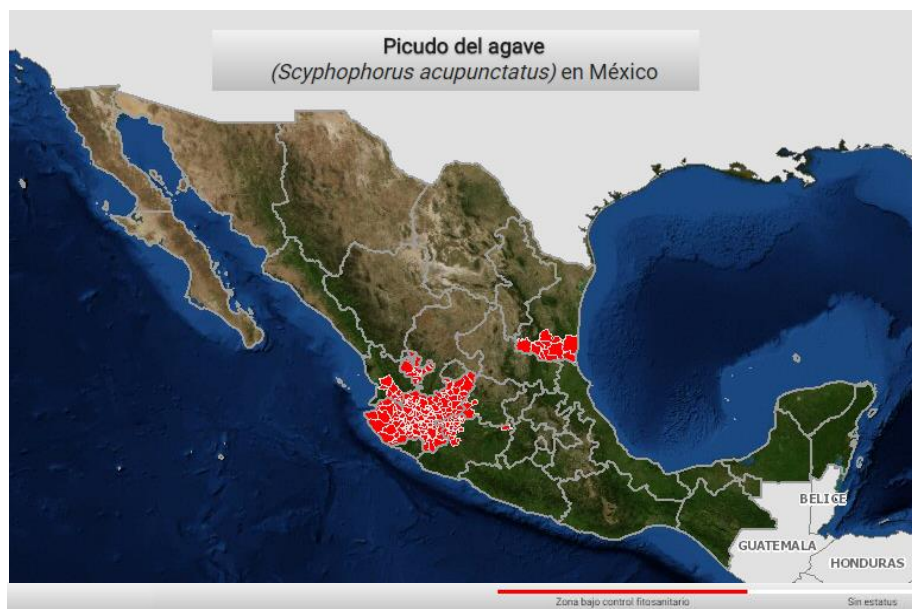 Picudo del agave
(Scyphophorus acupunctatus) en México
BELICE
GUATEMALA
HONDURAS
Zona bajo control fitosanitario
Sin estatus